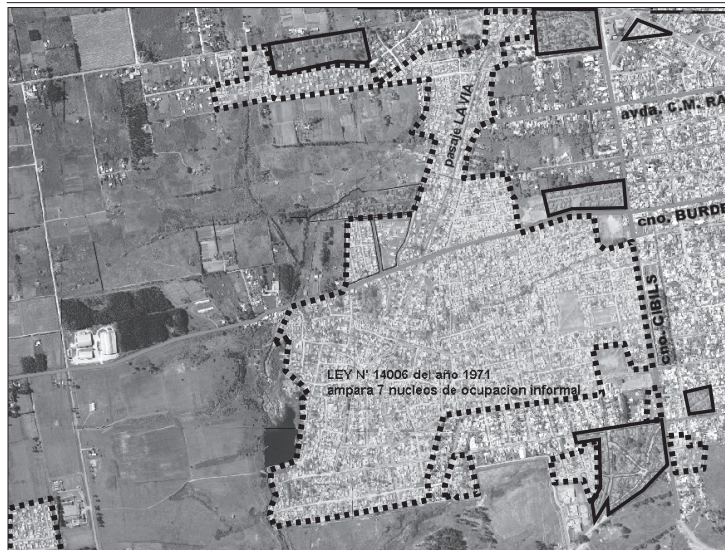 avda. C.M. RA
pasaje LA VIA
cno. BURDE
cno. CIBILS
LEY N' 14006 del año 1971
ampara 7 nucleos de ocupacion informal